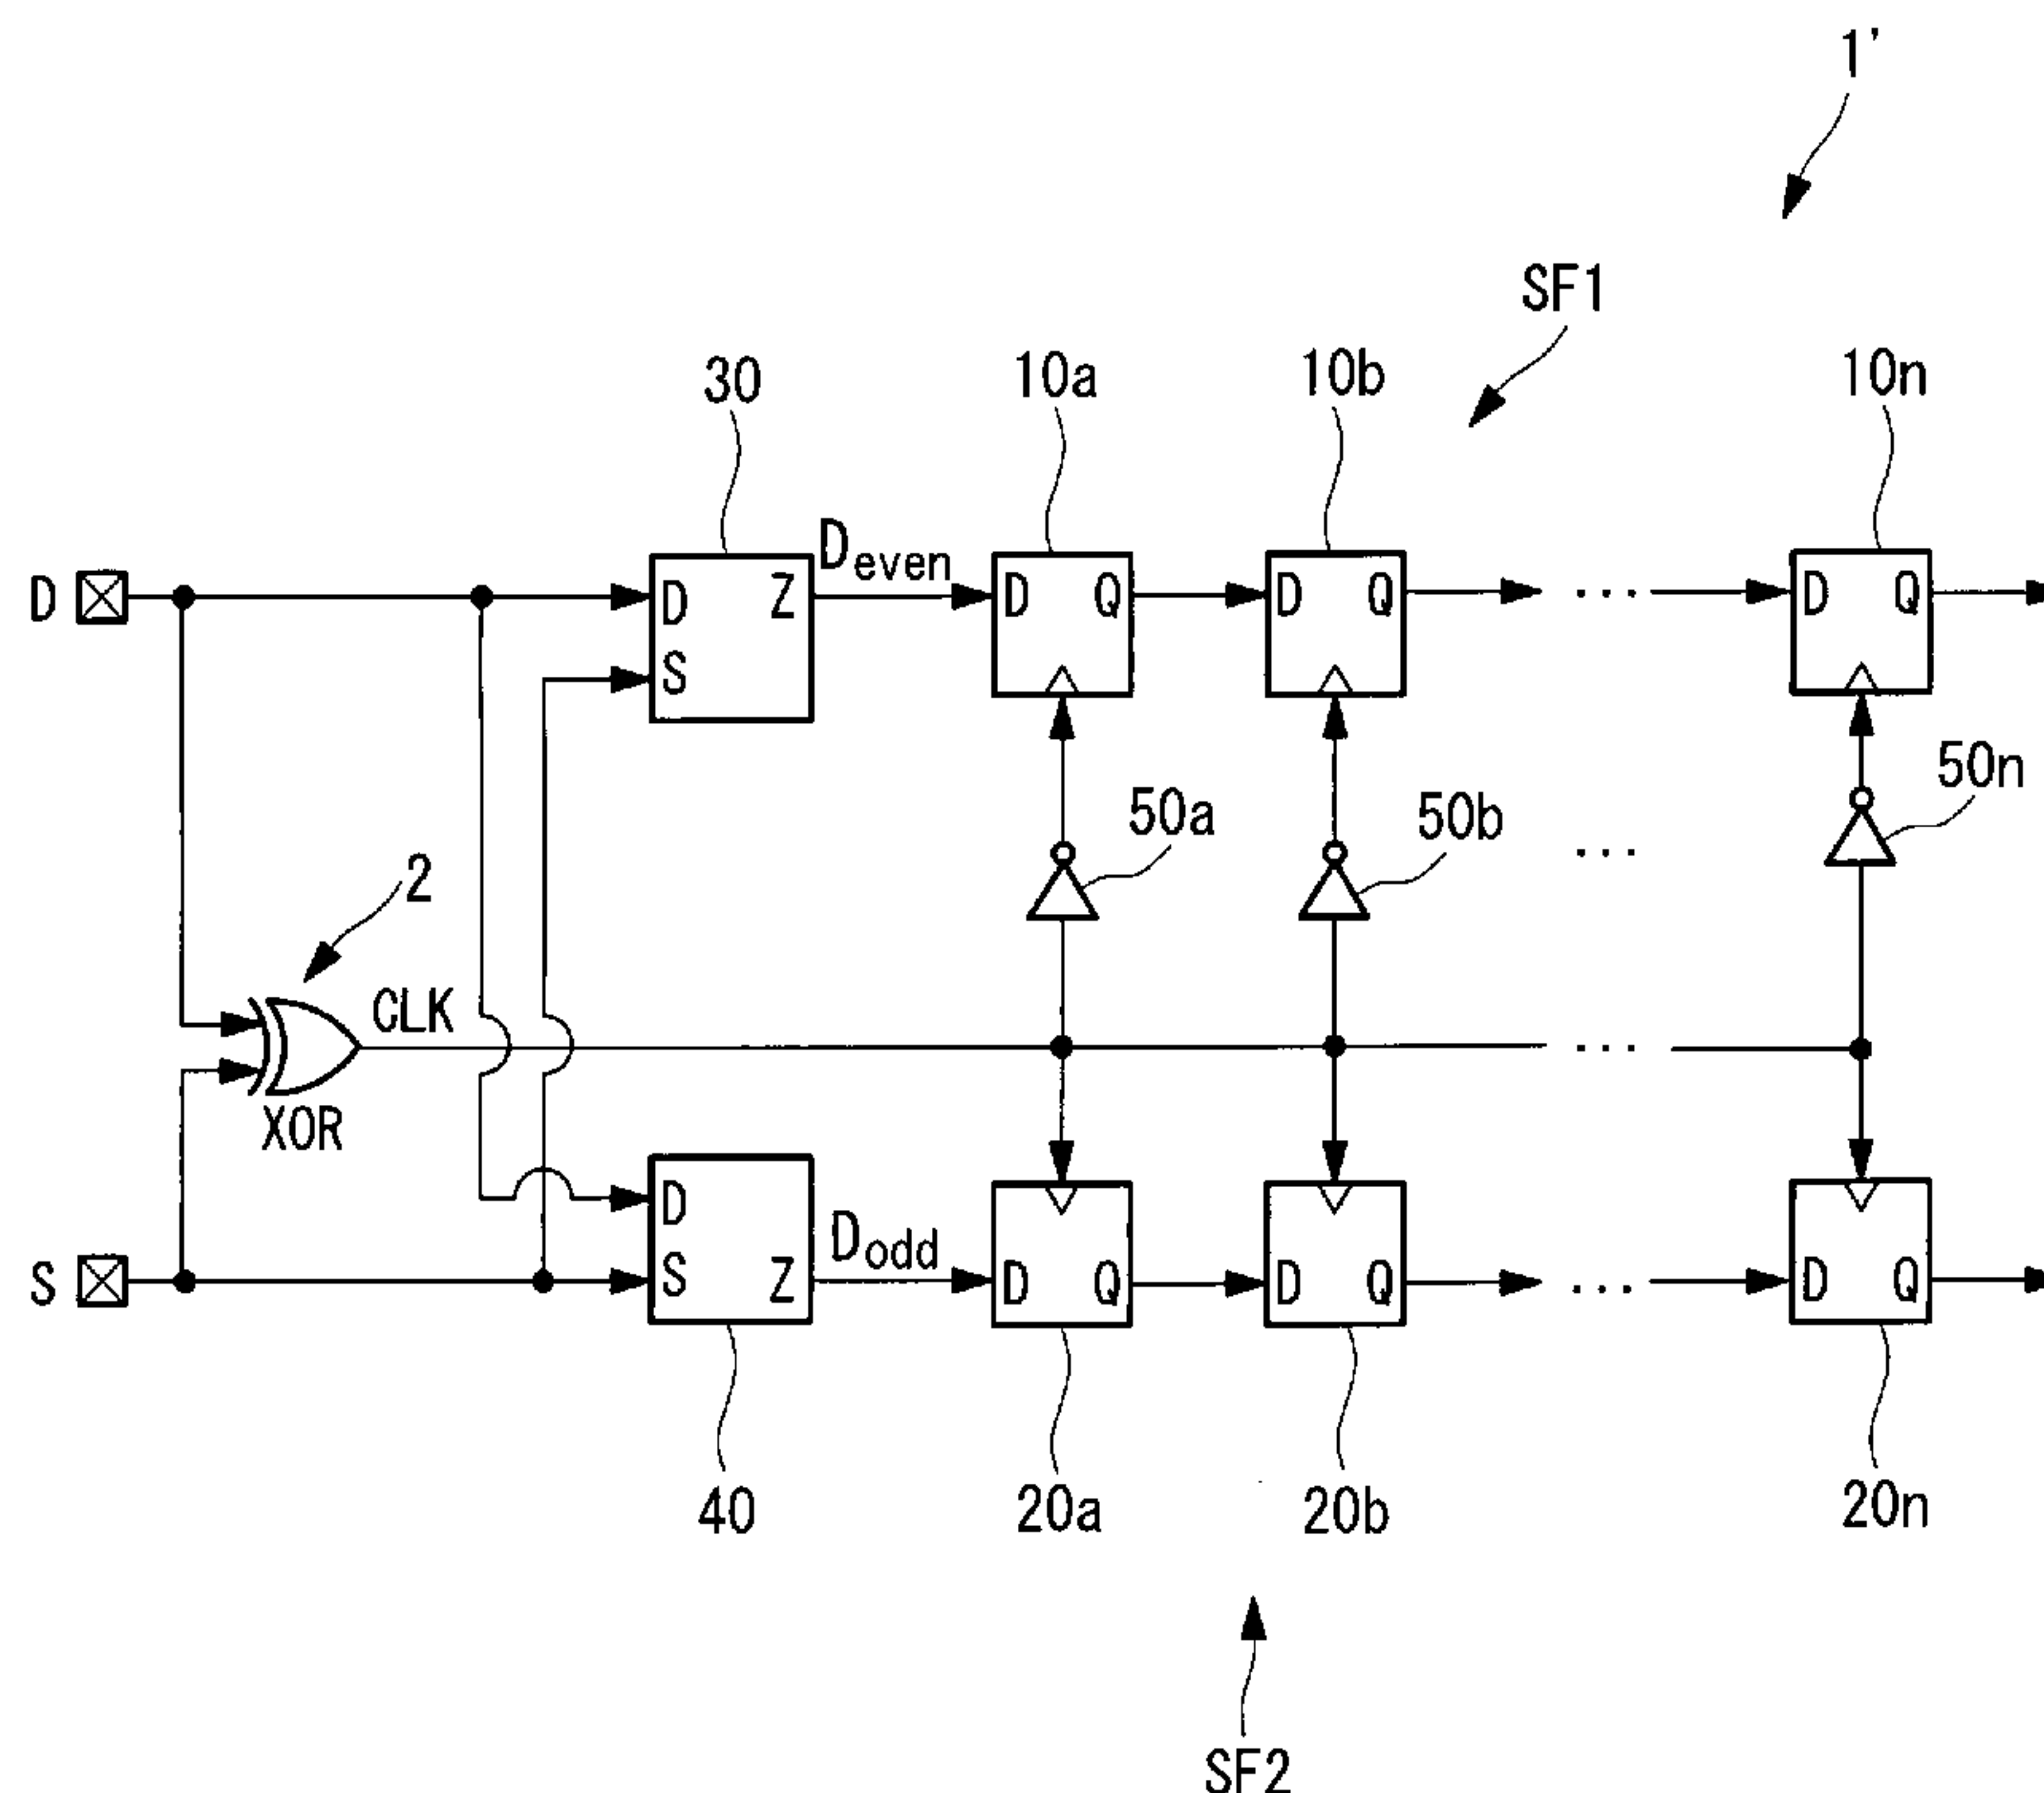 1'
SF1
30
10a
10b
10n
D
D Z
S
Deven
D Q
D Q
...
D Q
50a
50b
...
50n
2
CLK
XOR
...
S
D
S Z
Dodd
D Q
D Q
...
D Q
40
20a
20b
20n
SF2